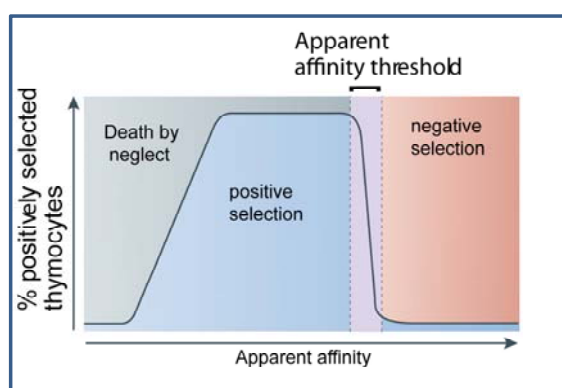 Apparent
affinity threshold
Death by
neglect
positive
selection
negative
selection
% positively selected
thymocytes
Apparent affinity